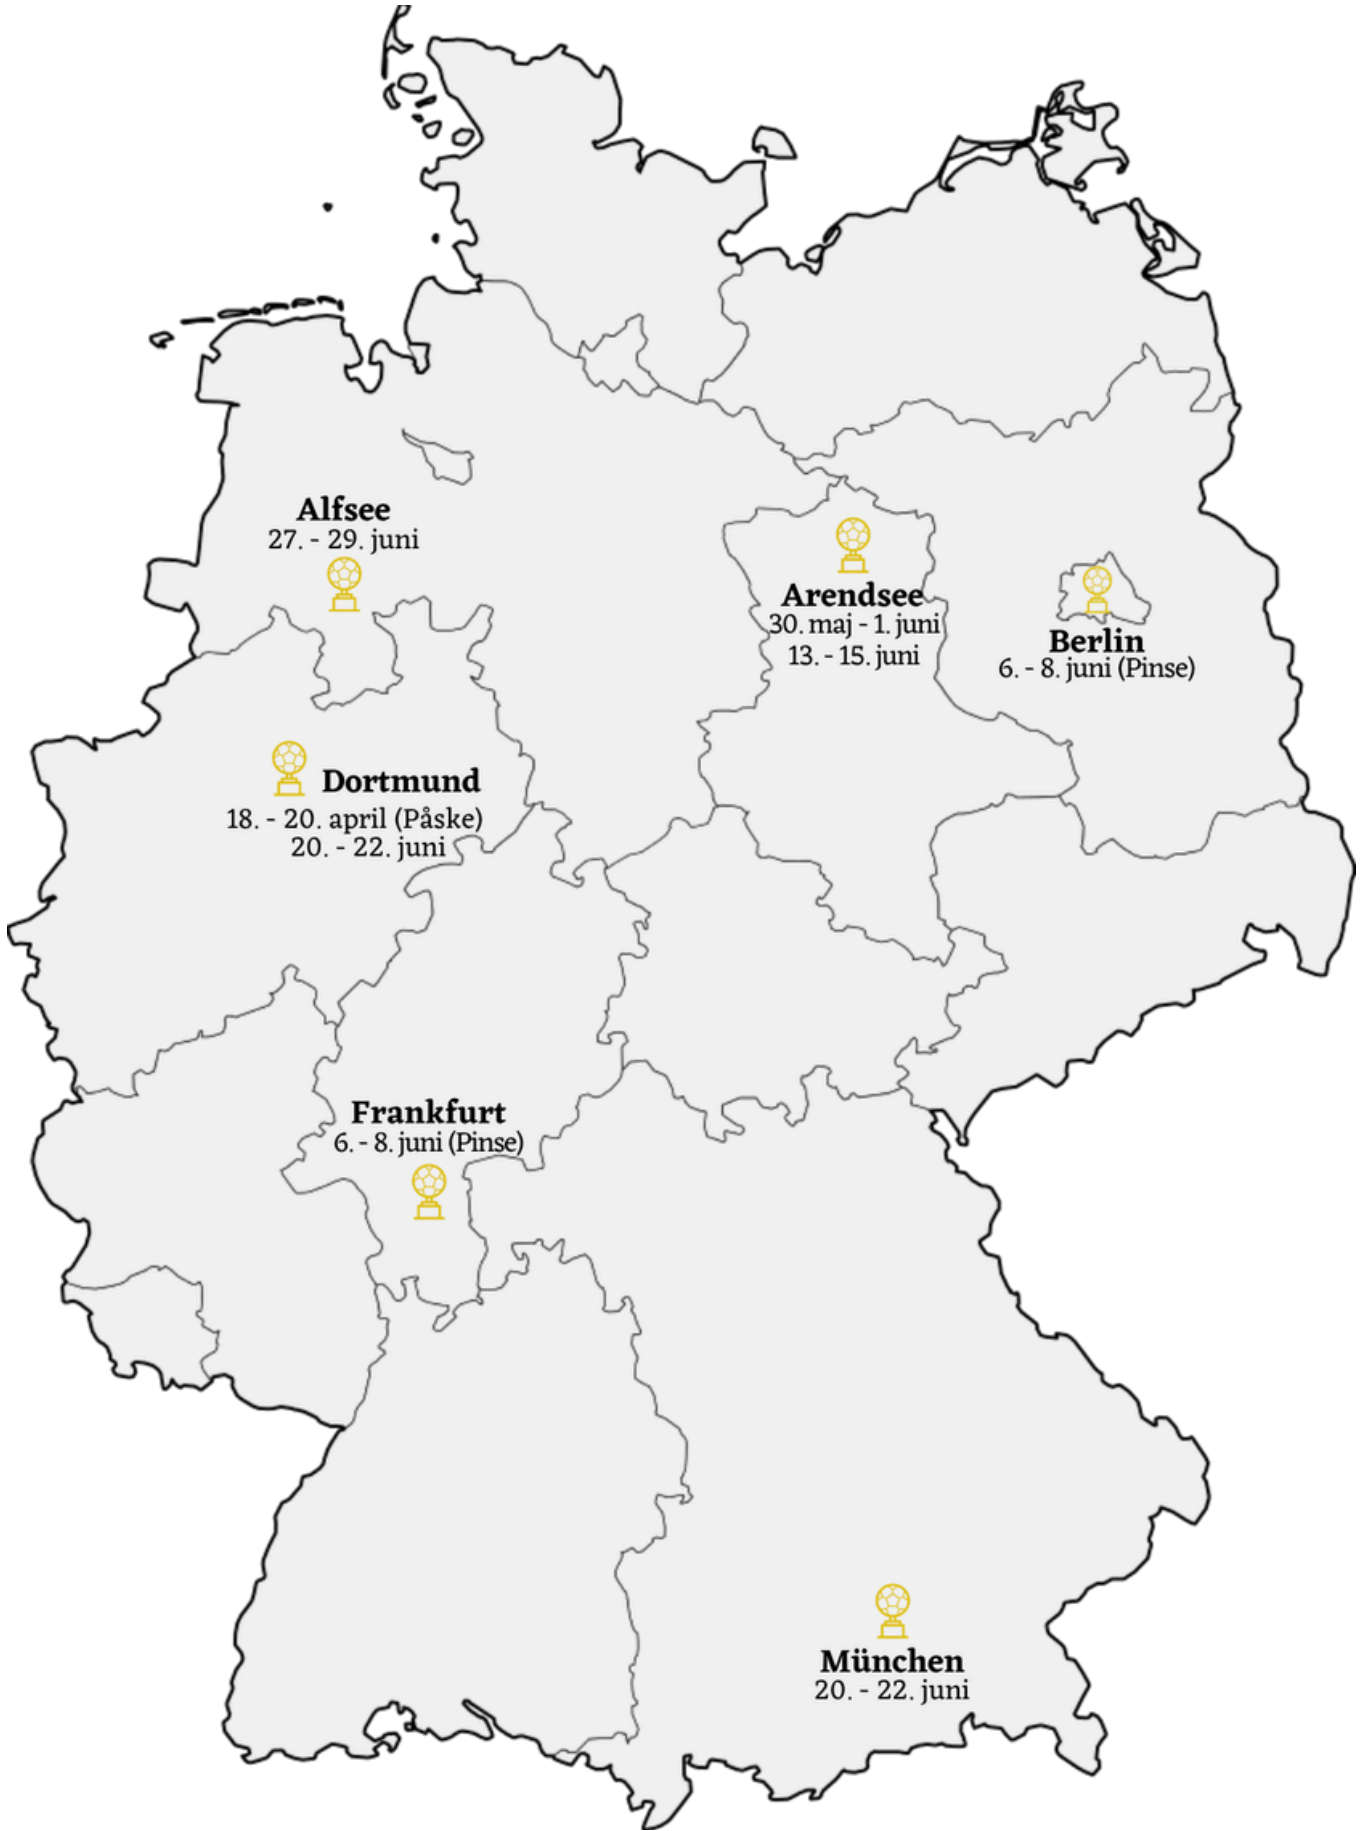 Alfsee
27. - 29. juni
Arendsee
30. maj - 1. juni
13. - 15. juni
Berlin
6. - 8. juni (Pinse)
Dortmund
18. - 20. april (Påske)
20. - 22. juni
Frankfurt
6. - 8. juni (Pinse)
München
20. - 22. juni